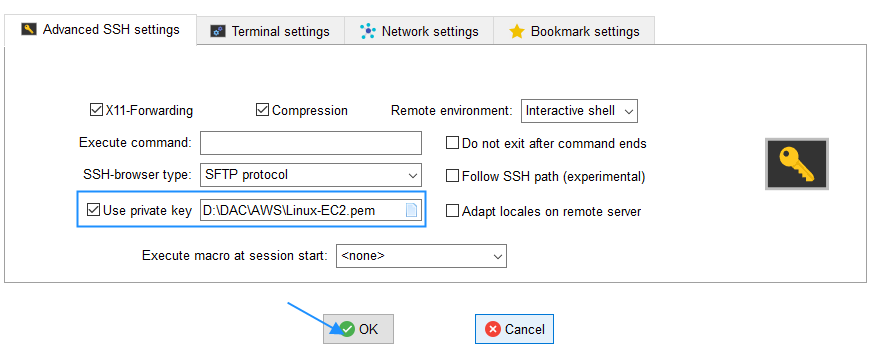 Advanced SSH settings
Terminal settings
Network settings
Bookmark settings
X11-Forwarding
Compression
Remote environment:
Interactive shell
Execute command:
Do not exit after command ends
SSH-browser type:
SFTP protocol
Follow SSH path (experimental)
Use private key
D:\DAC\AWS\Linux-EC2.pem
Adapt locales on remote server
Execute macro at session start:
<none>
OK
Cancel